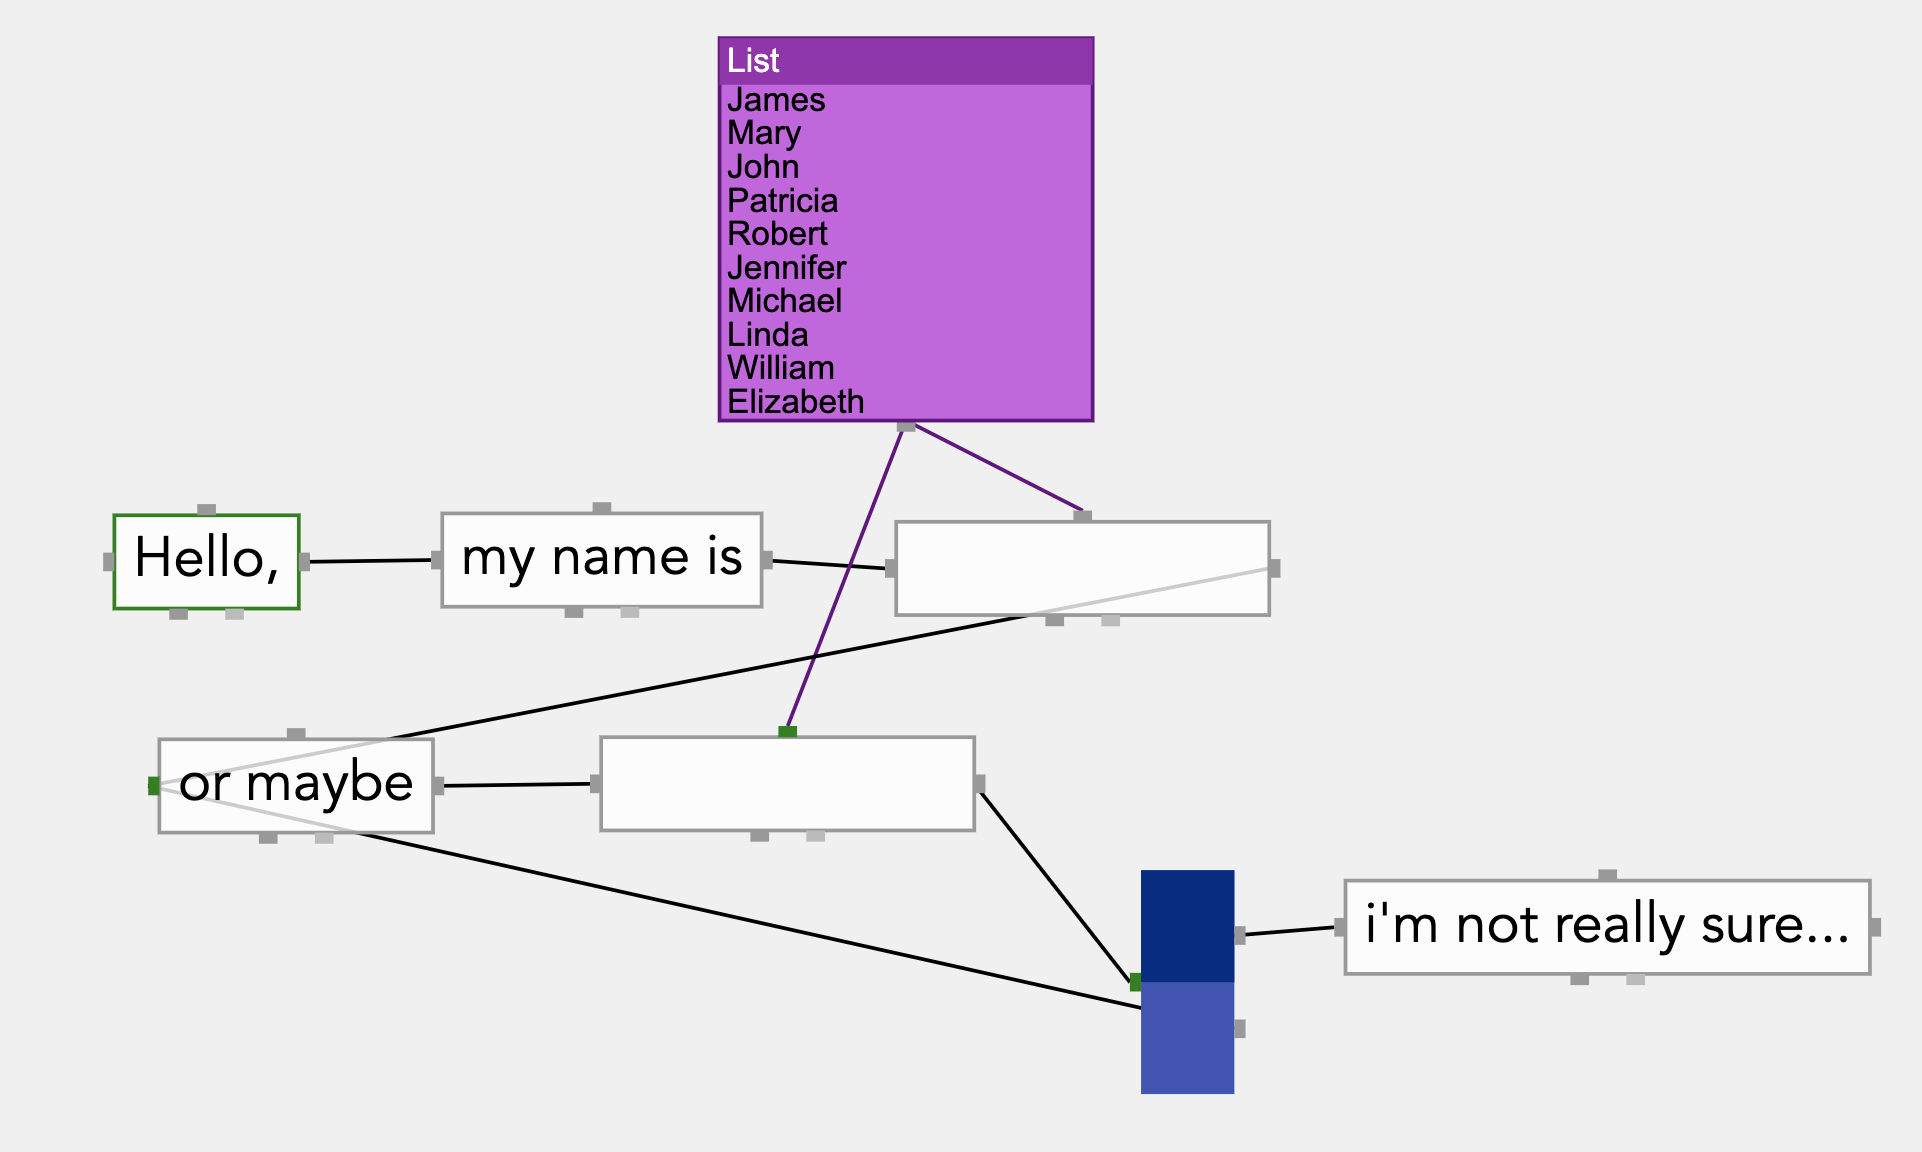 List
James
Mary
John
Patricia
Robert
Jennifer
Michael
Linda
William
Elizabeth
Hello,
my name is
or maybe
i'm not really sure...